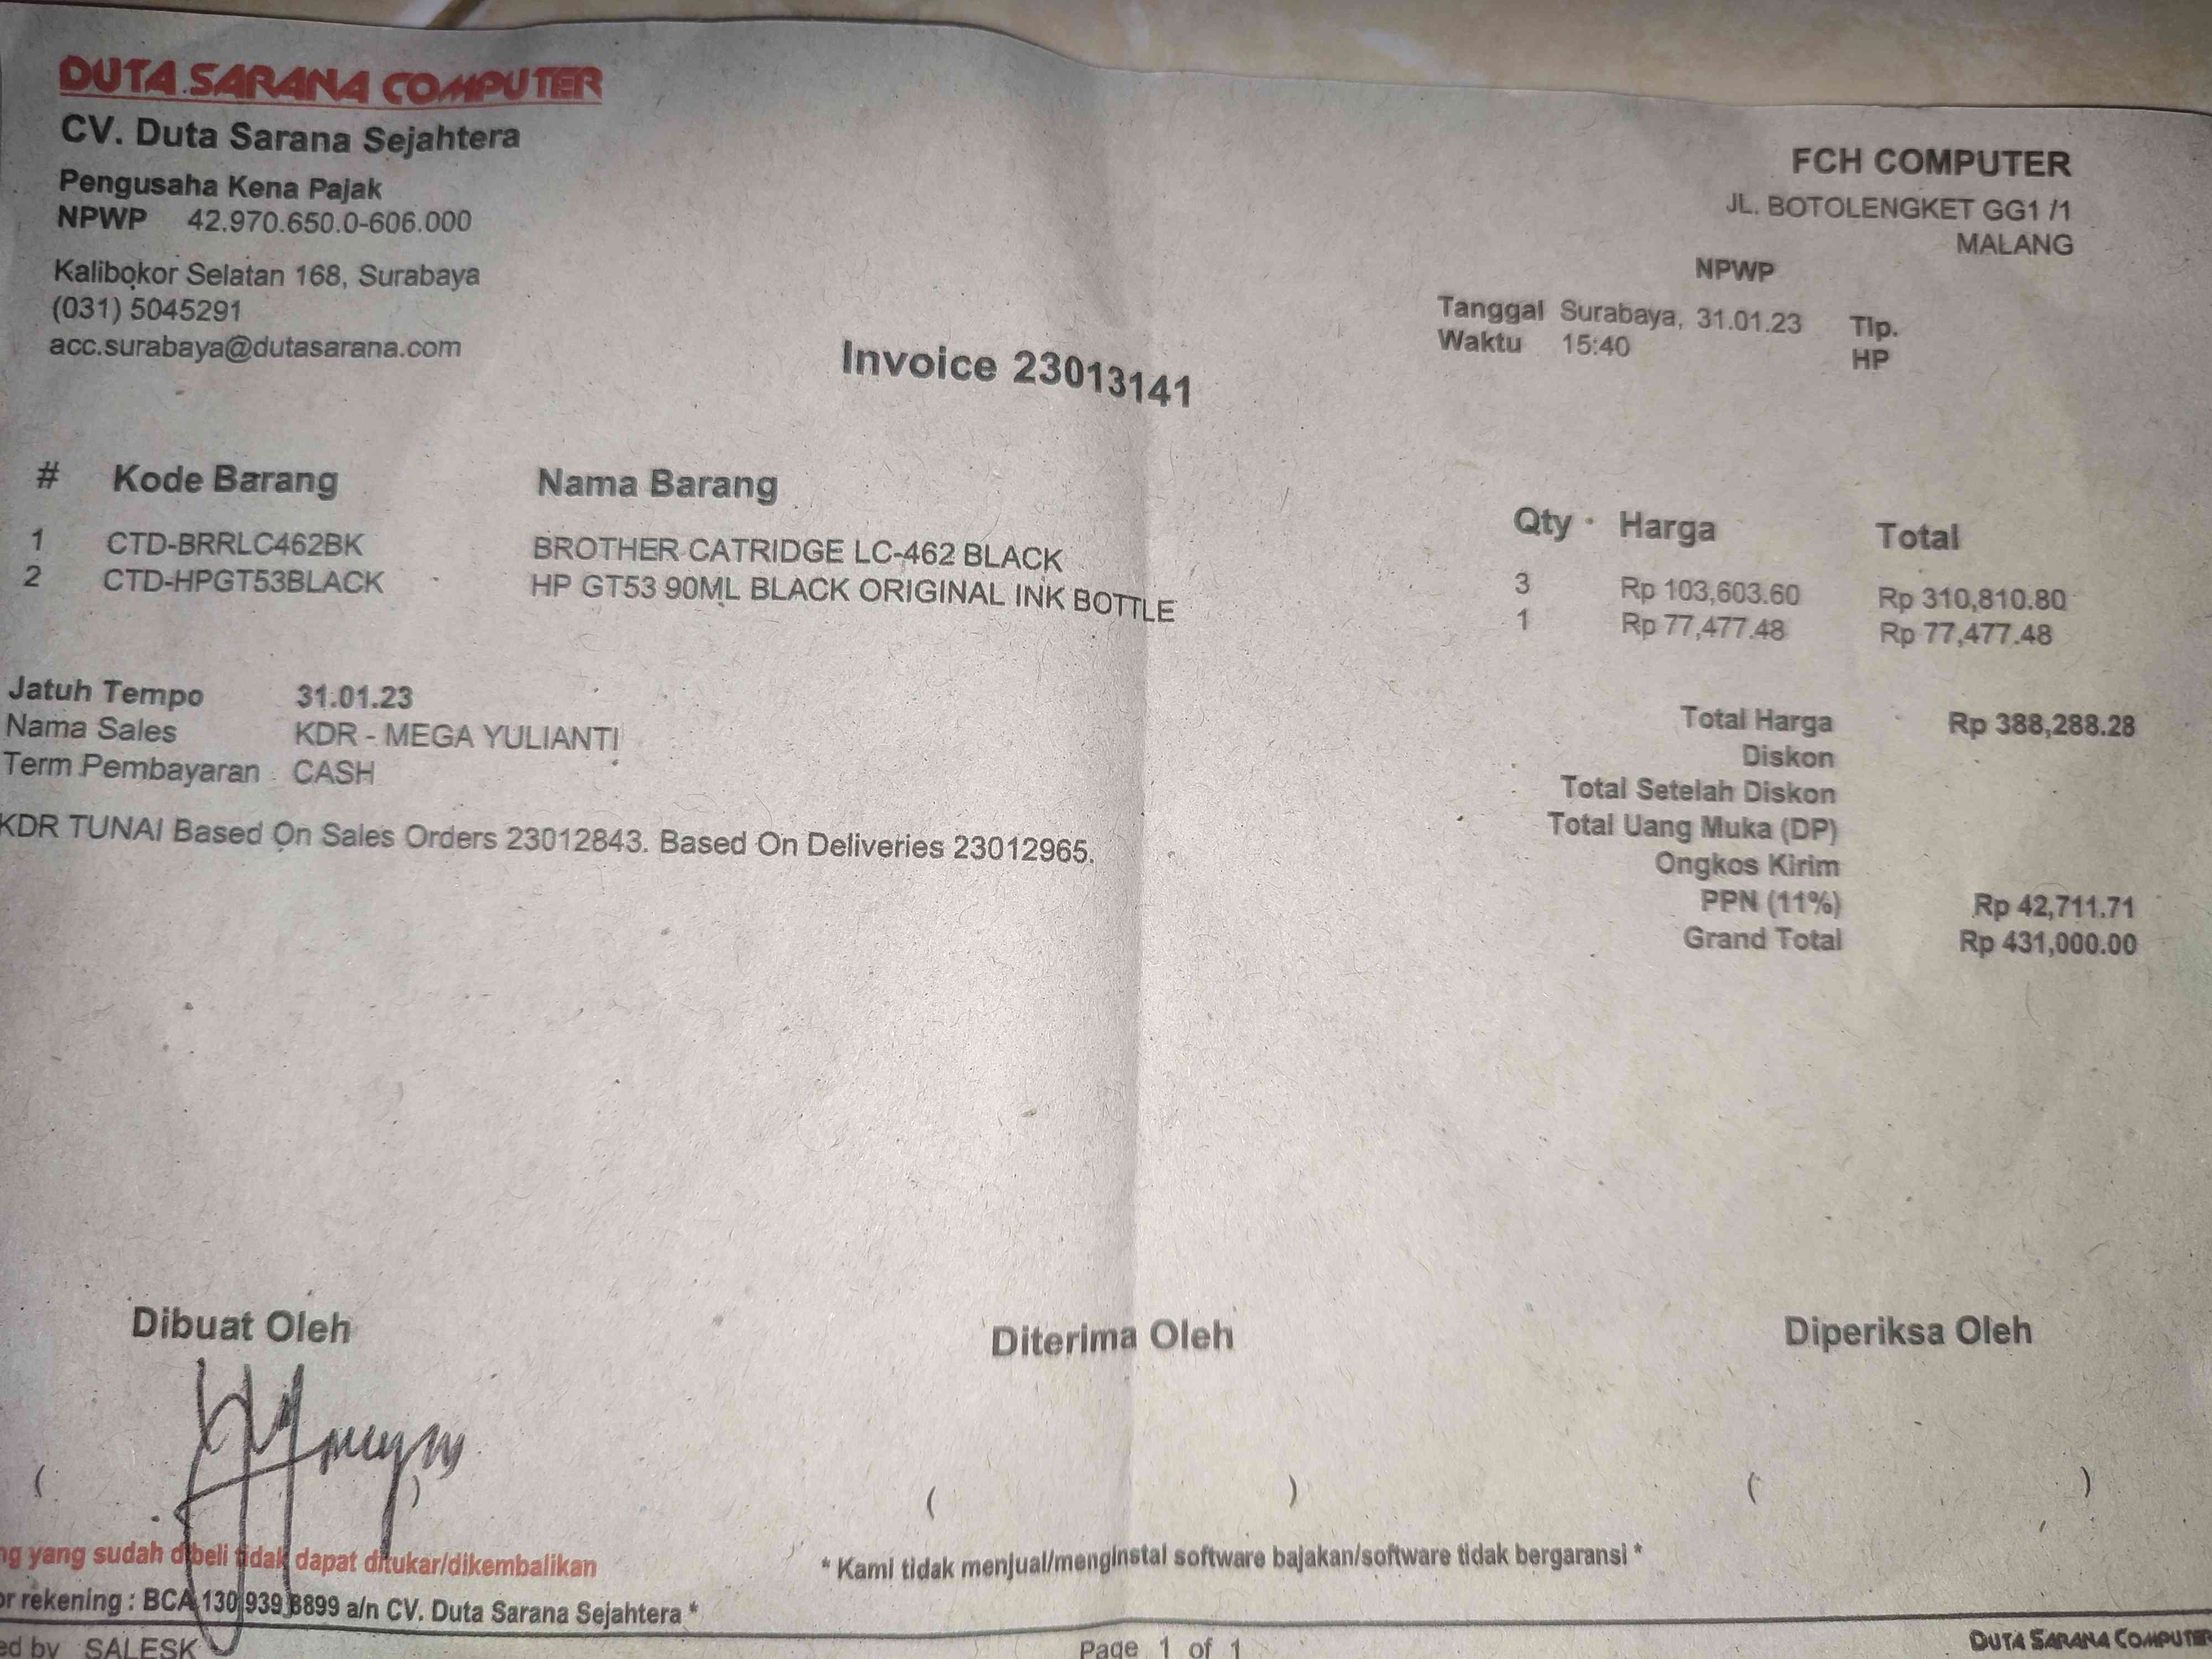 DUTA SARANA COMPUTER
CV. Duta Sarana Sejahtera
Pengusaha Kena Pajak
NPWP 42.970.650.0-606.000
Kalibokor Selatan 168, Surabaya
(031) 5045291
acc.surabaya@dutasarana.com
FCH COMPUTER
JL. BOTOLENGKET GG1 /1
MALANG
NPWP
Tanggal Surabaya, 31.01.23 Tlp.
Waktu 15:40 HP
Invoice 23013141
# Kode Barang Nama Barang Qty Harga Total
1 CTD-BRRLC462BK BROTHER CATRIDGE LC-462 BLACK 3 Rp 103,603.60 Rp 310,810.80
2 CTD-HPGT53BLACK HP GT53 90ML BLACK ORIGINAL INK BOTTLE 1 Rp 77,477.48 Rp 77,477.48
Jatuh Tempo 31.01.23
Nama Sales KDR - MEGA YULIANTI
Term Pembayaran CASH
KDR TUNAI Based On Sales Orders 23012843. Based On Deliveries 23012965.
Total Harga Rp 388,288.28
Diskon
Total Setelah Diskon
Total Uang Muka (DP)
Ongkos Kirim
PPN (11%) Rp 42,711.71
Grand Total Rp 431,000.00
Dibuat Oleh Diterima Oleh Diperiksa Oleh
( ) ( ) ( )
ng yang sudah dibeli tidak dapat ditukar/dikembalikan
* Kami tidak menjual/menginstal software bajakan/software tidak bergaransi *
or rekening : BCA 130 939 8899 a/n CV. Duta Sarana Sejahtera *
ed by SALESK Page 1 of 1 DUTA SARANA COMPUTER